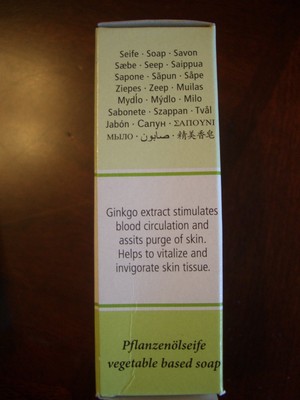 Seife · Soap · Savon
Sæbe · Seep · Saippua
Sapone · Săpun · Såpe
Ziepes · Zeep · Muilas
Mydło · Mýdlo · Milo
Sabonete · Szappan · Tvål
Jabón · Сапун · ΣΑΠΟΥΝΙ
МЫЛО · صابون · 精美香皂
Ginkgo extract stimulates
blood circulation and
assits purge of skin.
Helps to vitalize and
invigorate skin tissue.
Pflanzenölseife
vegetable based soap